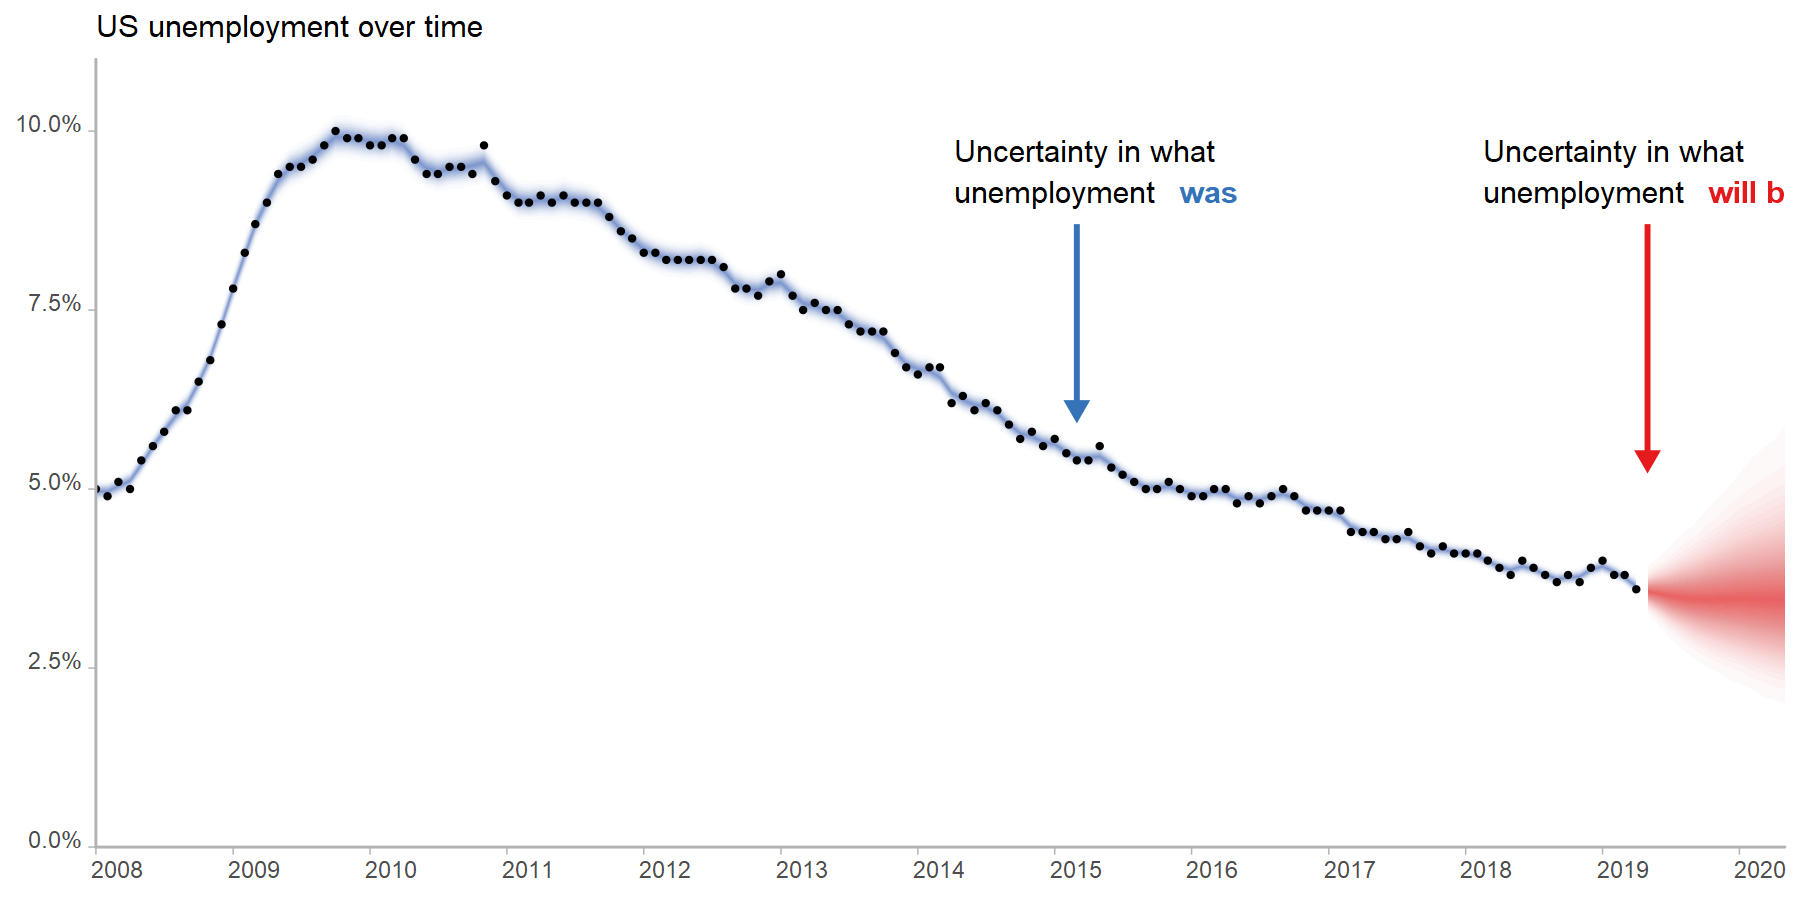 US unemployment over time
10.0%
7.5%
5.0%
2.5%
0.0%
Uncertainty in what
unemployment was
Uncertainty in what
unemployment will b
2008 2009 2010 2011 2012 2013 2014 2015 2016 2017 2018 2019 2020